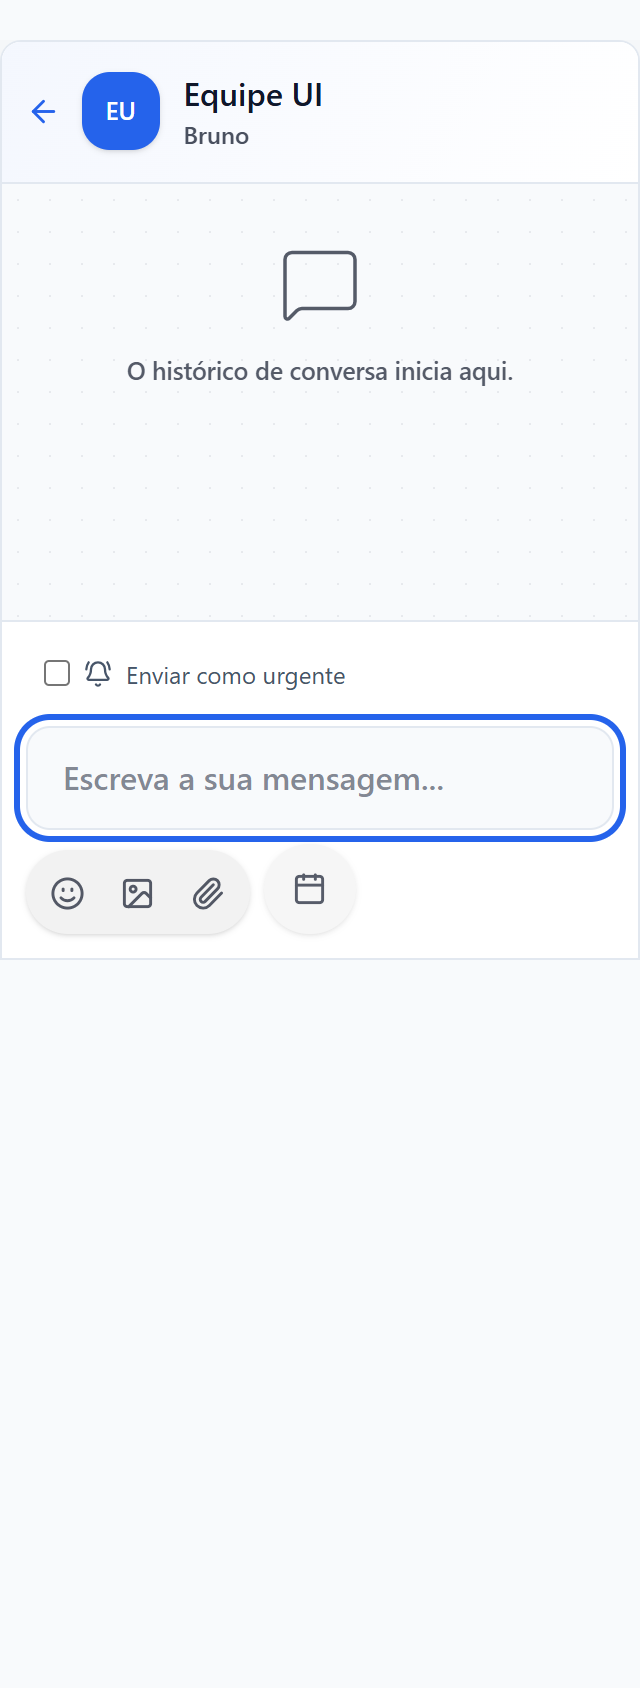 EU
Equipe UI
Bruno
O histórico de conversa inicia aqui.
Enviar como urgente
Escreva a sua mensagem...